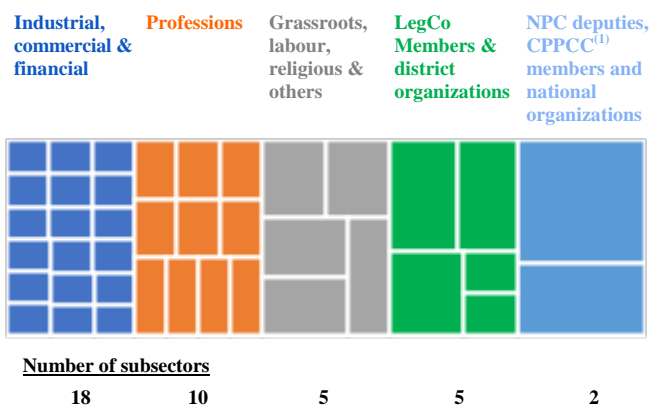 Industrial,
commercial &
financial
Professions
Grassroots,
labour,
religious &
others
LegCo
Members &
district
organizations
NPC deputies,
CPPCC(1)
members and
national
organizations
Number of subsectors
18 10 5 5 2